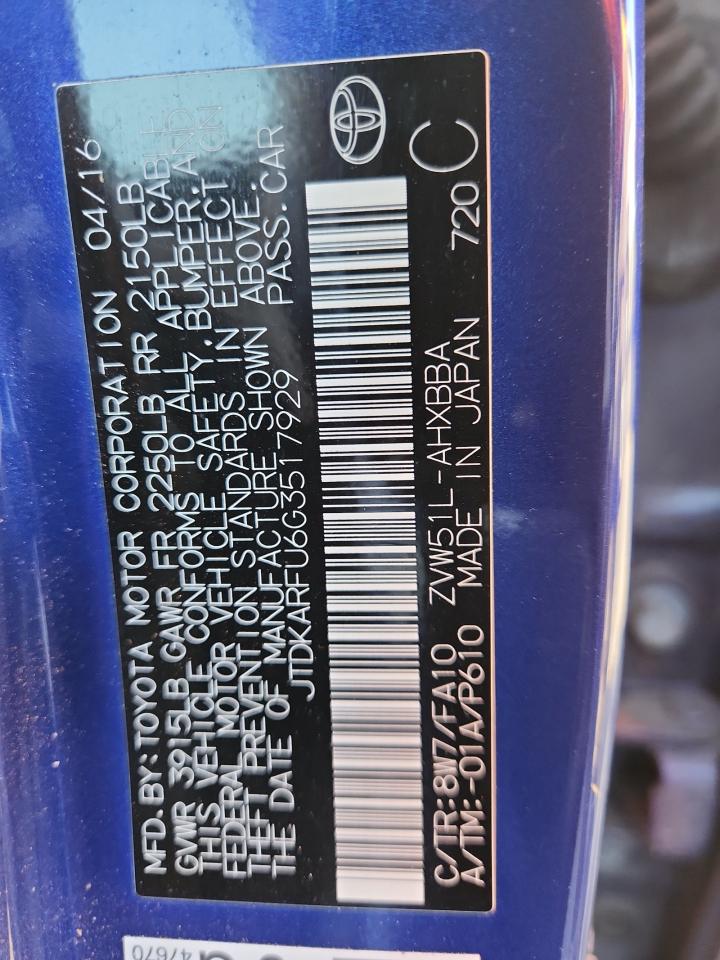 MFD. BY: TOYOTA MOTOR CORPORATION 04/16
GVWR 3915LB GAWR FR 2250LB RR 2150LB
THIS VEHICLE CONFORMS TO ALL APPLICABLE
FEDERAL MOTOR VEHICLE SAFETY, BUMPER, AND
THEFT PREVENTION STANDARDS IN EFFECT ON
THE DATE OF MANUFACTURE SHOWN ABOVE.
JTDKARFU6G3517929 PASS. CAR
C/TR:8W7/FA10 ZVW51L-AHXBBA
A/TM:-01A/P610 MADE IN JAPAN 720 C
47670